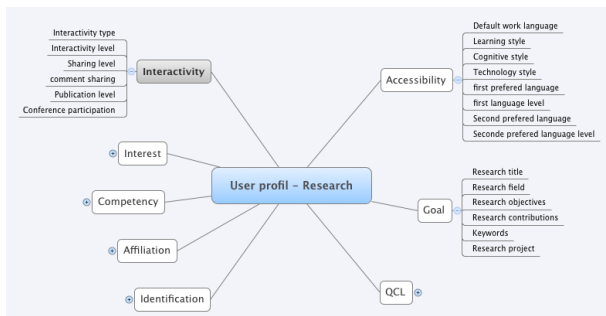 Interactivity type
Interactivity level
Sharing level
comment sharing
Publication level
Conference participation
Interactivity
Interest
Competency
Affiliation
Identification
User profil – Research
Accessibility
Default work language
Learning style
Cognitive style
Technology style
first prefered language
first language level
Second prefered language
Seconde prefered language level
Goal
Research title
Research field
Research objectives
Research contributions
Keywords
Research project
QCL